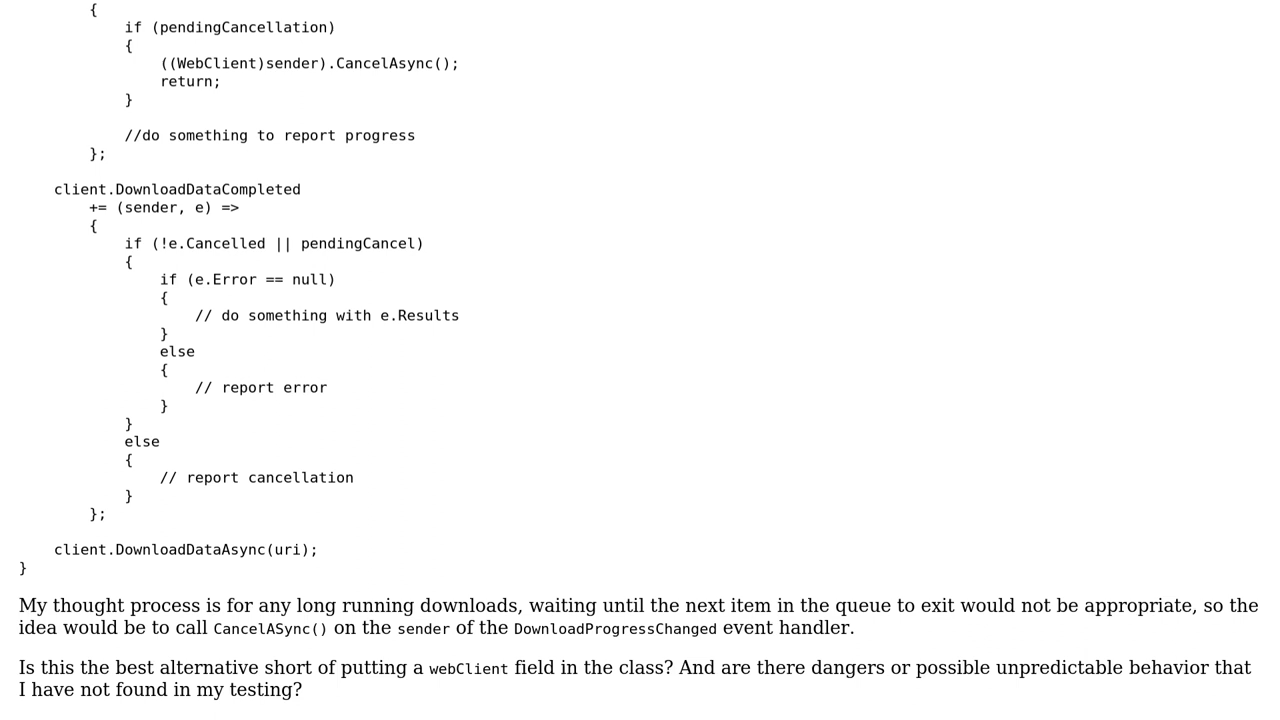 {
if (pendingCancellation)
{
((WebClient)sender).CancelAsync();
return;
}
//do something to report progress
};
client.DownloadDataCompleted
+= (sender, e) =>
{
if (!e.Cancelled || pendingCancel)
{
if (e.Error == null)
{
// do something with e.Results
}
else
{
// report error
}
}
else
{
// report cancellation
}
};
client.DownloadDataAsync(uri);
}
My thought process is for any long running downloads, waiting until the next item in the queue to exit would not be appropriate, so the
idea would be to call CancelASync() on the sender of the DownloadProgressChanged event handler.
Is this the best alternative short of putting a webClient field in the class? And are there dangers or possible unpredictable behavior that
I have not found in my testing?